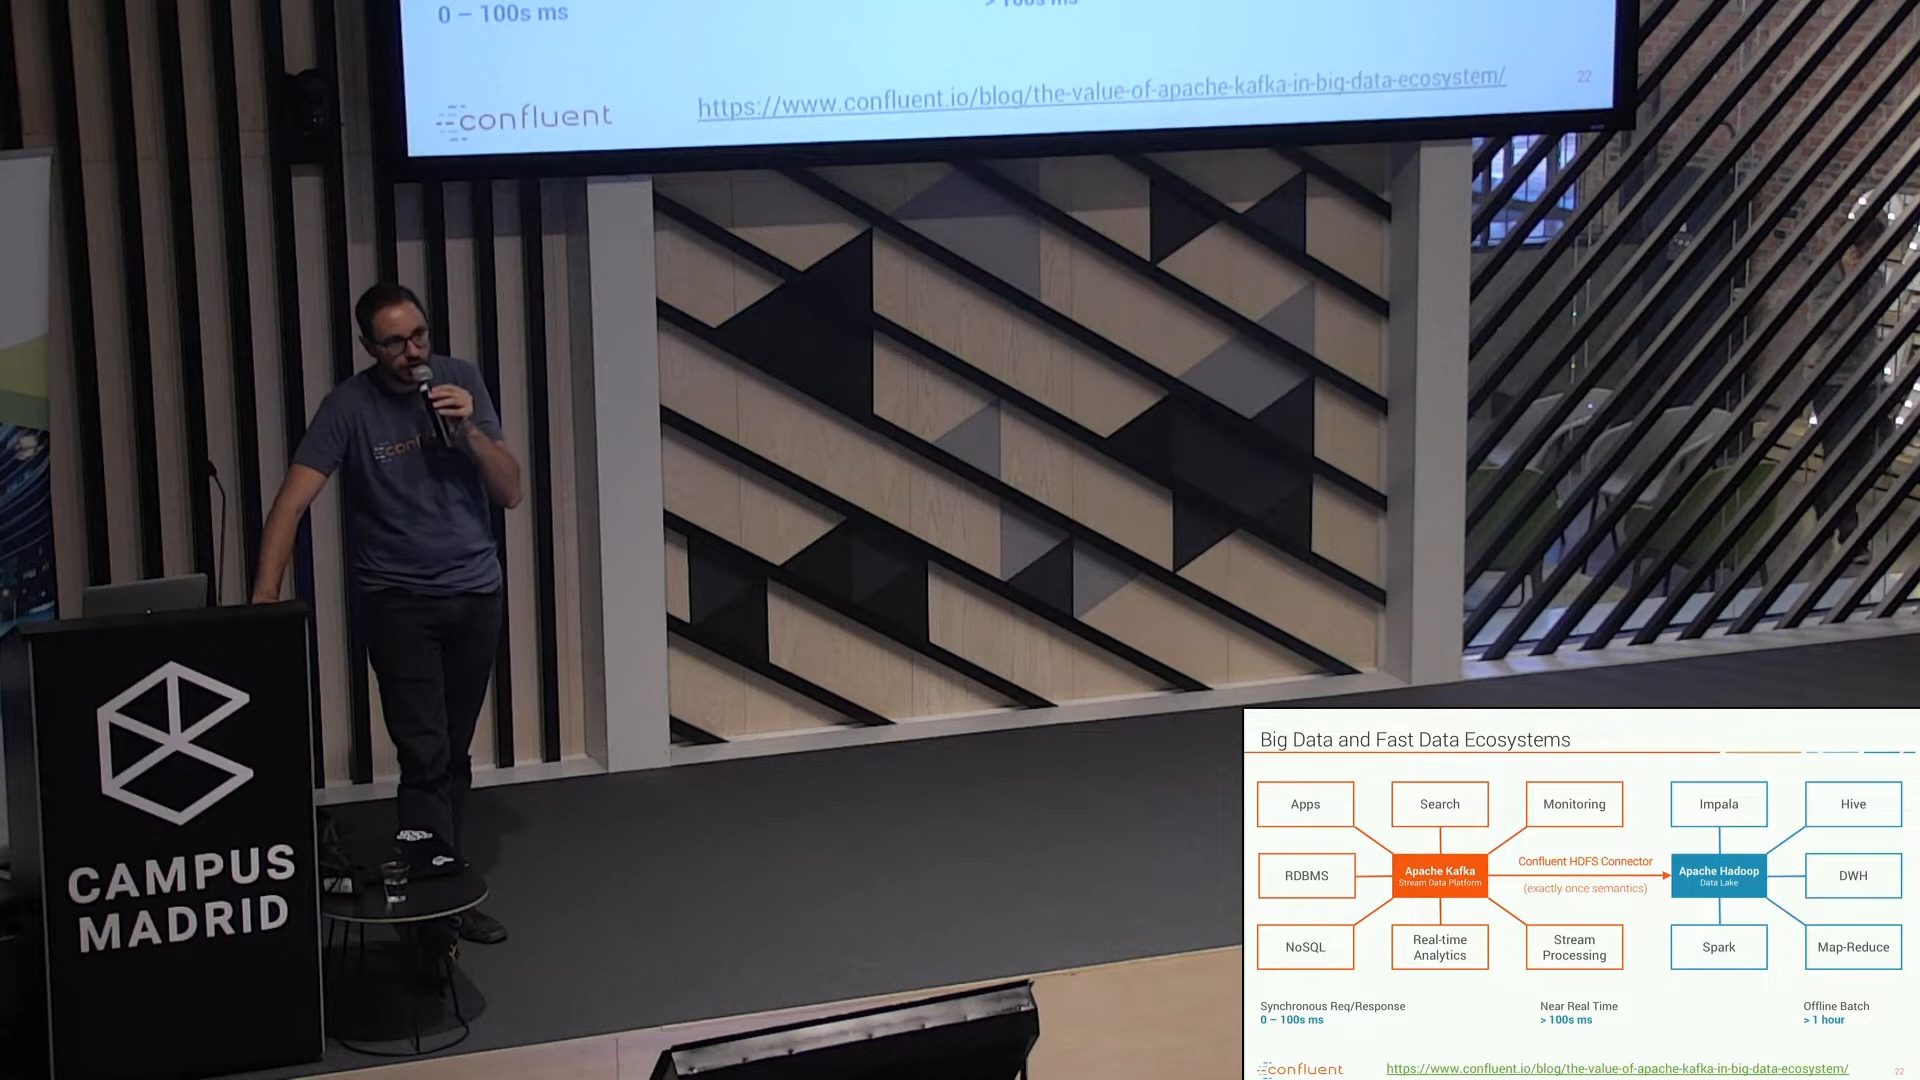 0 – 100s ms
> 100s ms
confluent
https://www.confluent.io/blog/the-value-of-apache-kafka-in-big-data-ecosystem/
22
CAMPUS
MADRID
Big Data and Fast Data Ecosystems
Apps
Search
Monitoring
Impala
Hive
RDBMS
Apache Kafka
Stream Data Platform
Confluent HDFS Connector
(exactly once semantics)
Apache Hadoop
Data Lake
DWH
NoSQL
Real-time
Analytics
Stream
Processing
Spark
Map-Reduce
Synchronous Req/Response
0 – 100s ms
Near Real Time
> 100s ms
Offline Batch
> 1 hour
confluent
https://www.confluent.io/blog/the-value-of-apache-kafka-in-big-data-ecosystem/
22